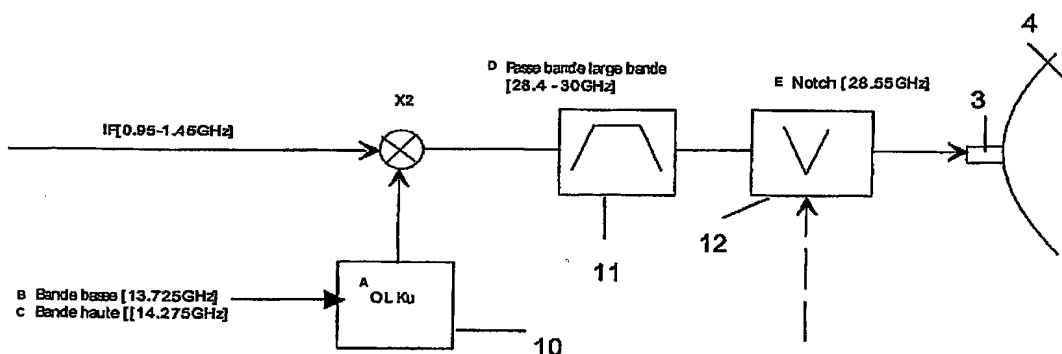 4
D Passe bande large bande
[28.4 - 30GHz]
E Notch [28.55GHz]
X2
3
IF[0.95-1.45GHz]
12
11
A
OL Ku
B Bande basse [13.725GHz]
C Bande haute [[14.275GHz]
10